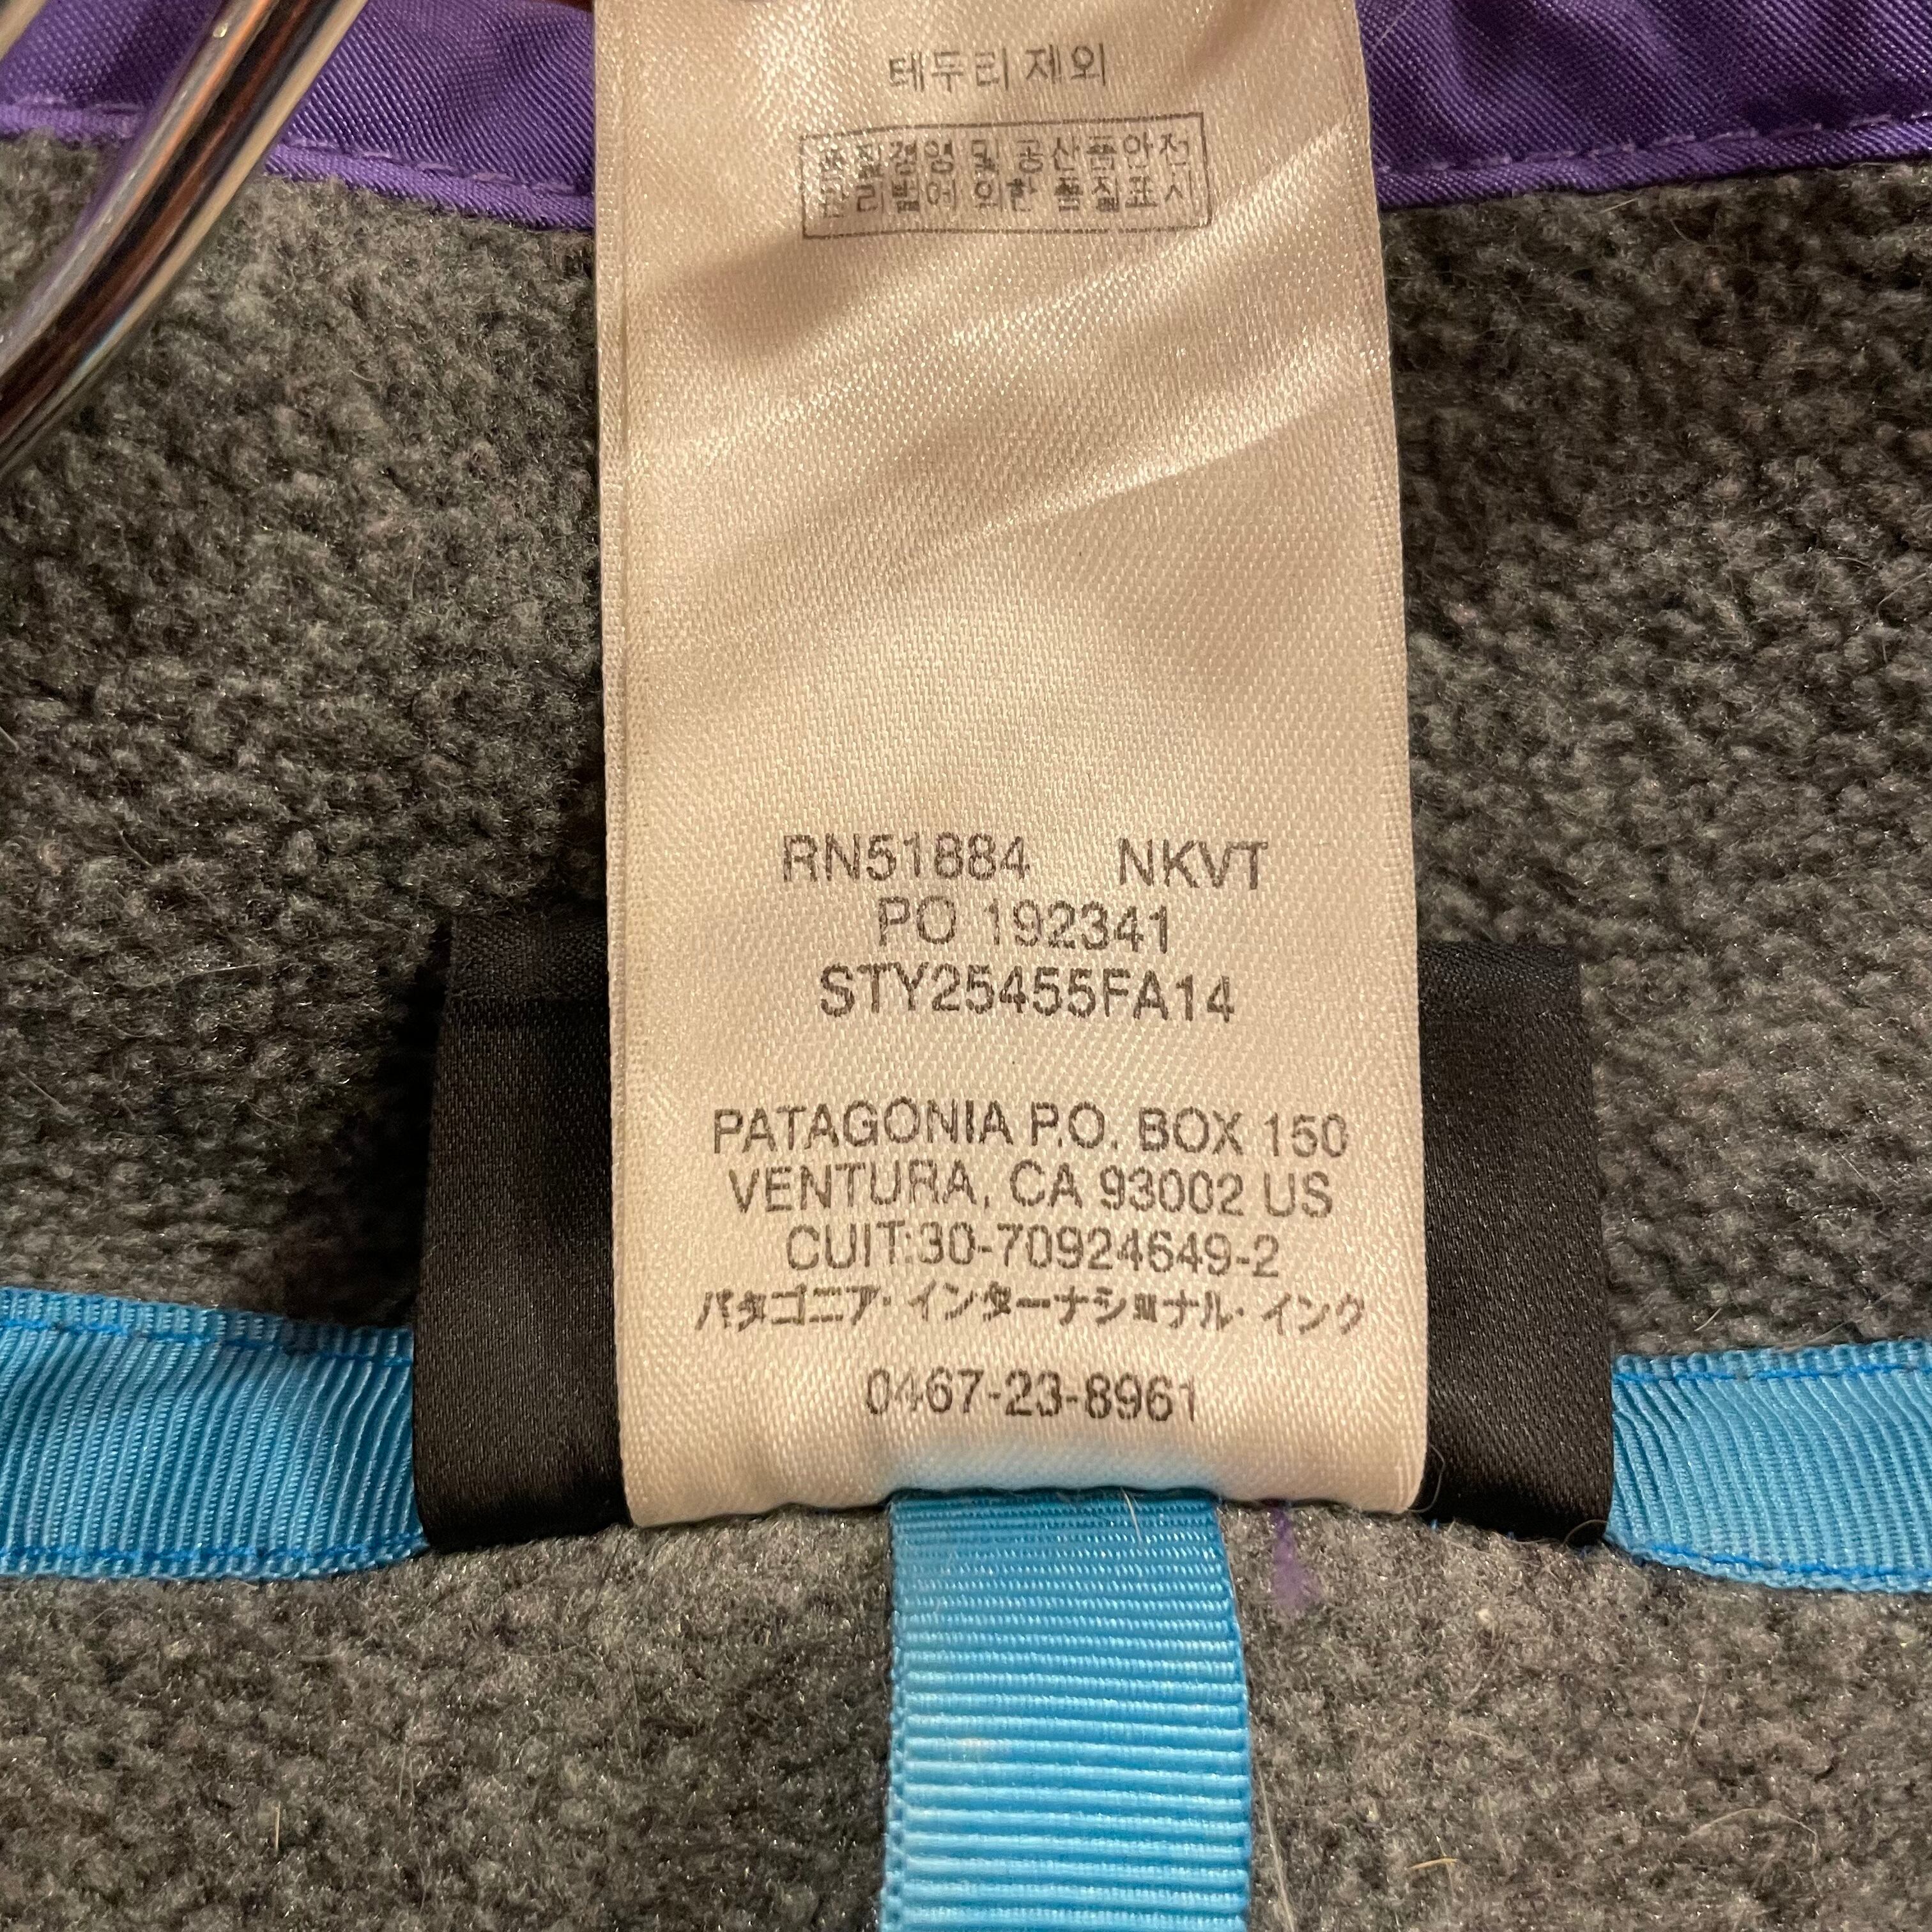 테두리 제외
품질경영 및 공산품안전
관리법에 의한 품질표시
RN51884 NKVT
PO 192341
STY25455FA14
PATAGONIA P.O. BOX 150
VENTURA, CA 93002 US
CUIT:30-70924649-2
パタゴニア・インターナショナル・インク
0467-23-8961